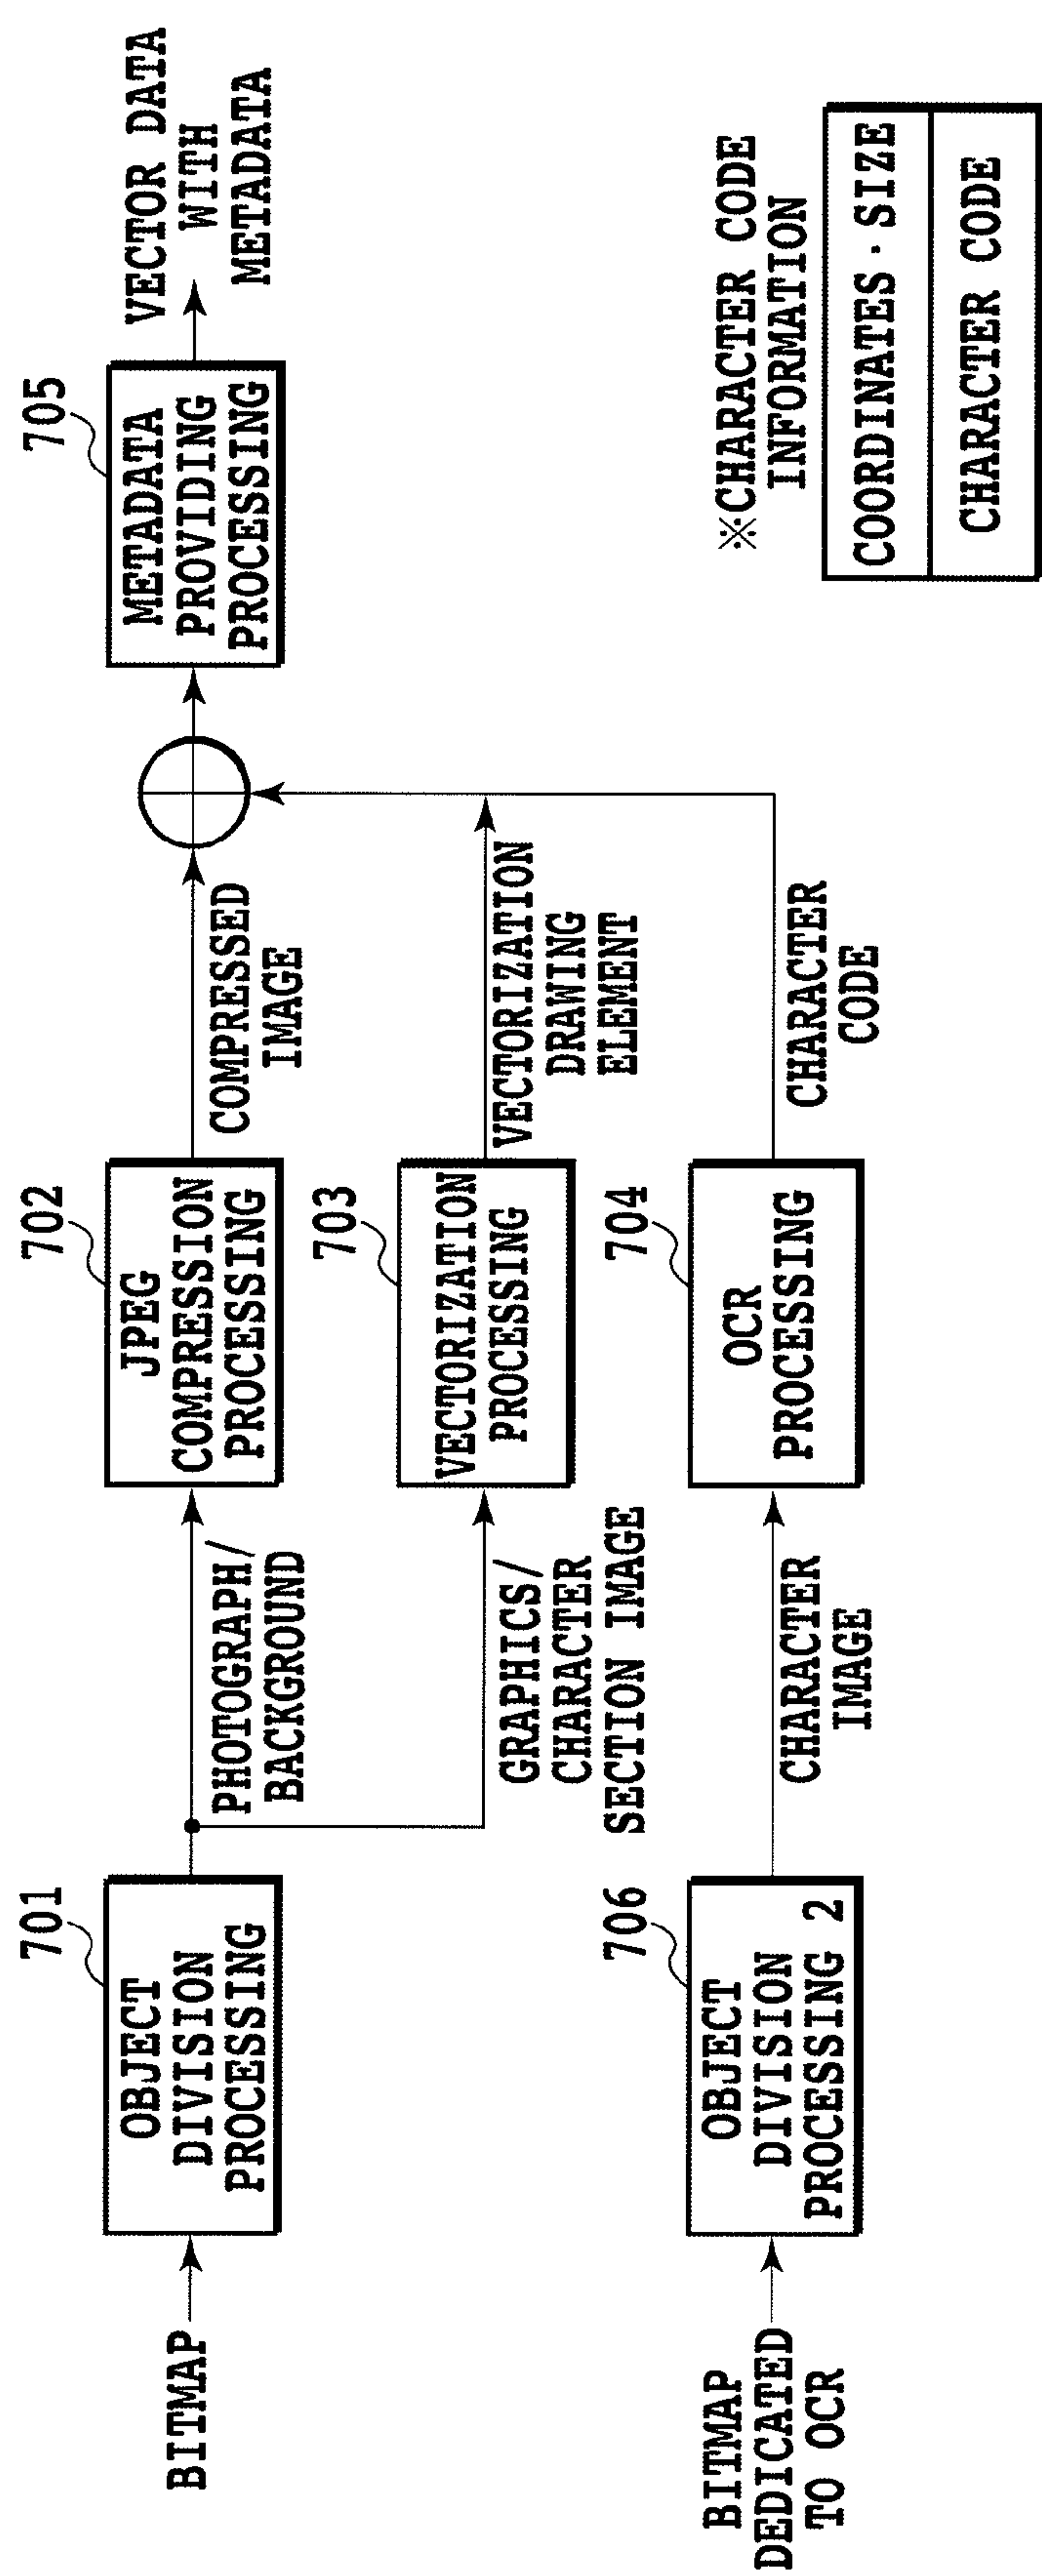 BITMAP
701
OBJECT
DIVISION
PROCESSING
PHOTOGRAPH/
BACKGROUND
702
JPEG
COMPRESSION
PROCESSING
COMPRESSED
IMAGE
705
METADATA
PROVIDING
PROCESSING
VECTOR DATA
WITH
METADATA
GRAPHICS/
CHARACTER
SECTION IMAGE
703
VECTORIZATION
PROCESSING
VECTORIZATION
DRAWING
ELEMENT
BITMAP
DEDICATED
TO OCR
706
OBJECT
DIVISION
PROCESSING 2
CHARACTER
IMAGE
704
OCR
PROCESSING
CHARACTER
CODE
※CHARACTER CODE
INFORMATION
COORDINATES・SIZE
CHARACTER CODE